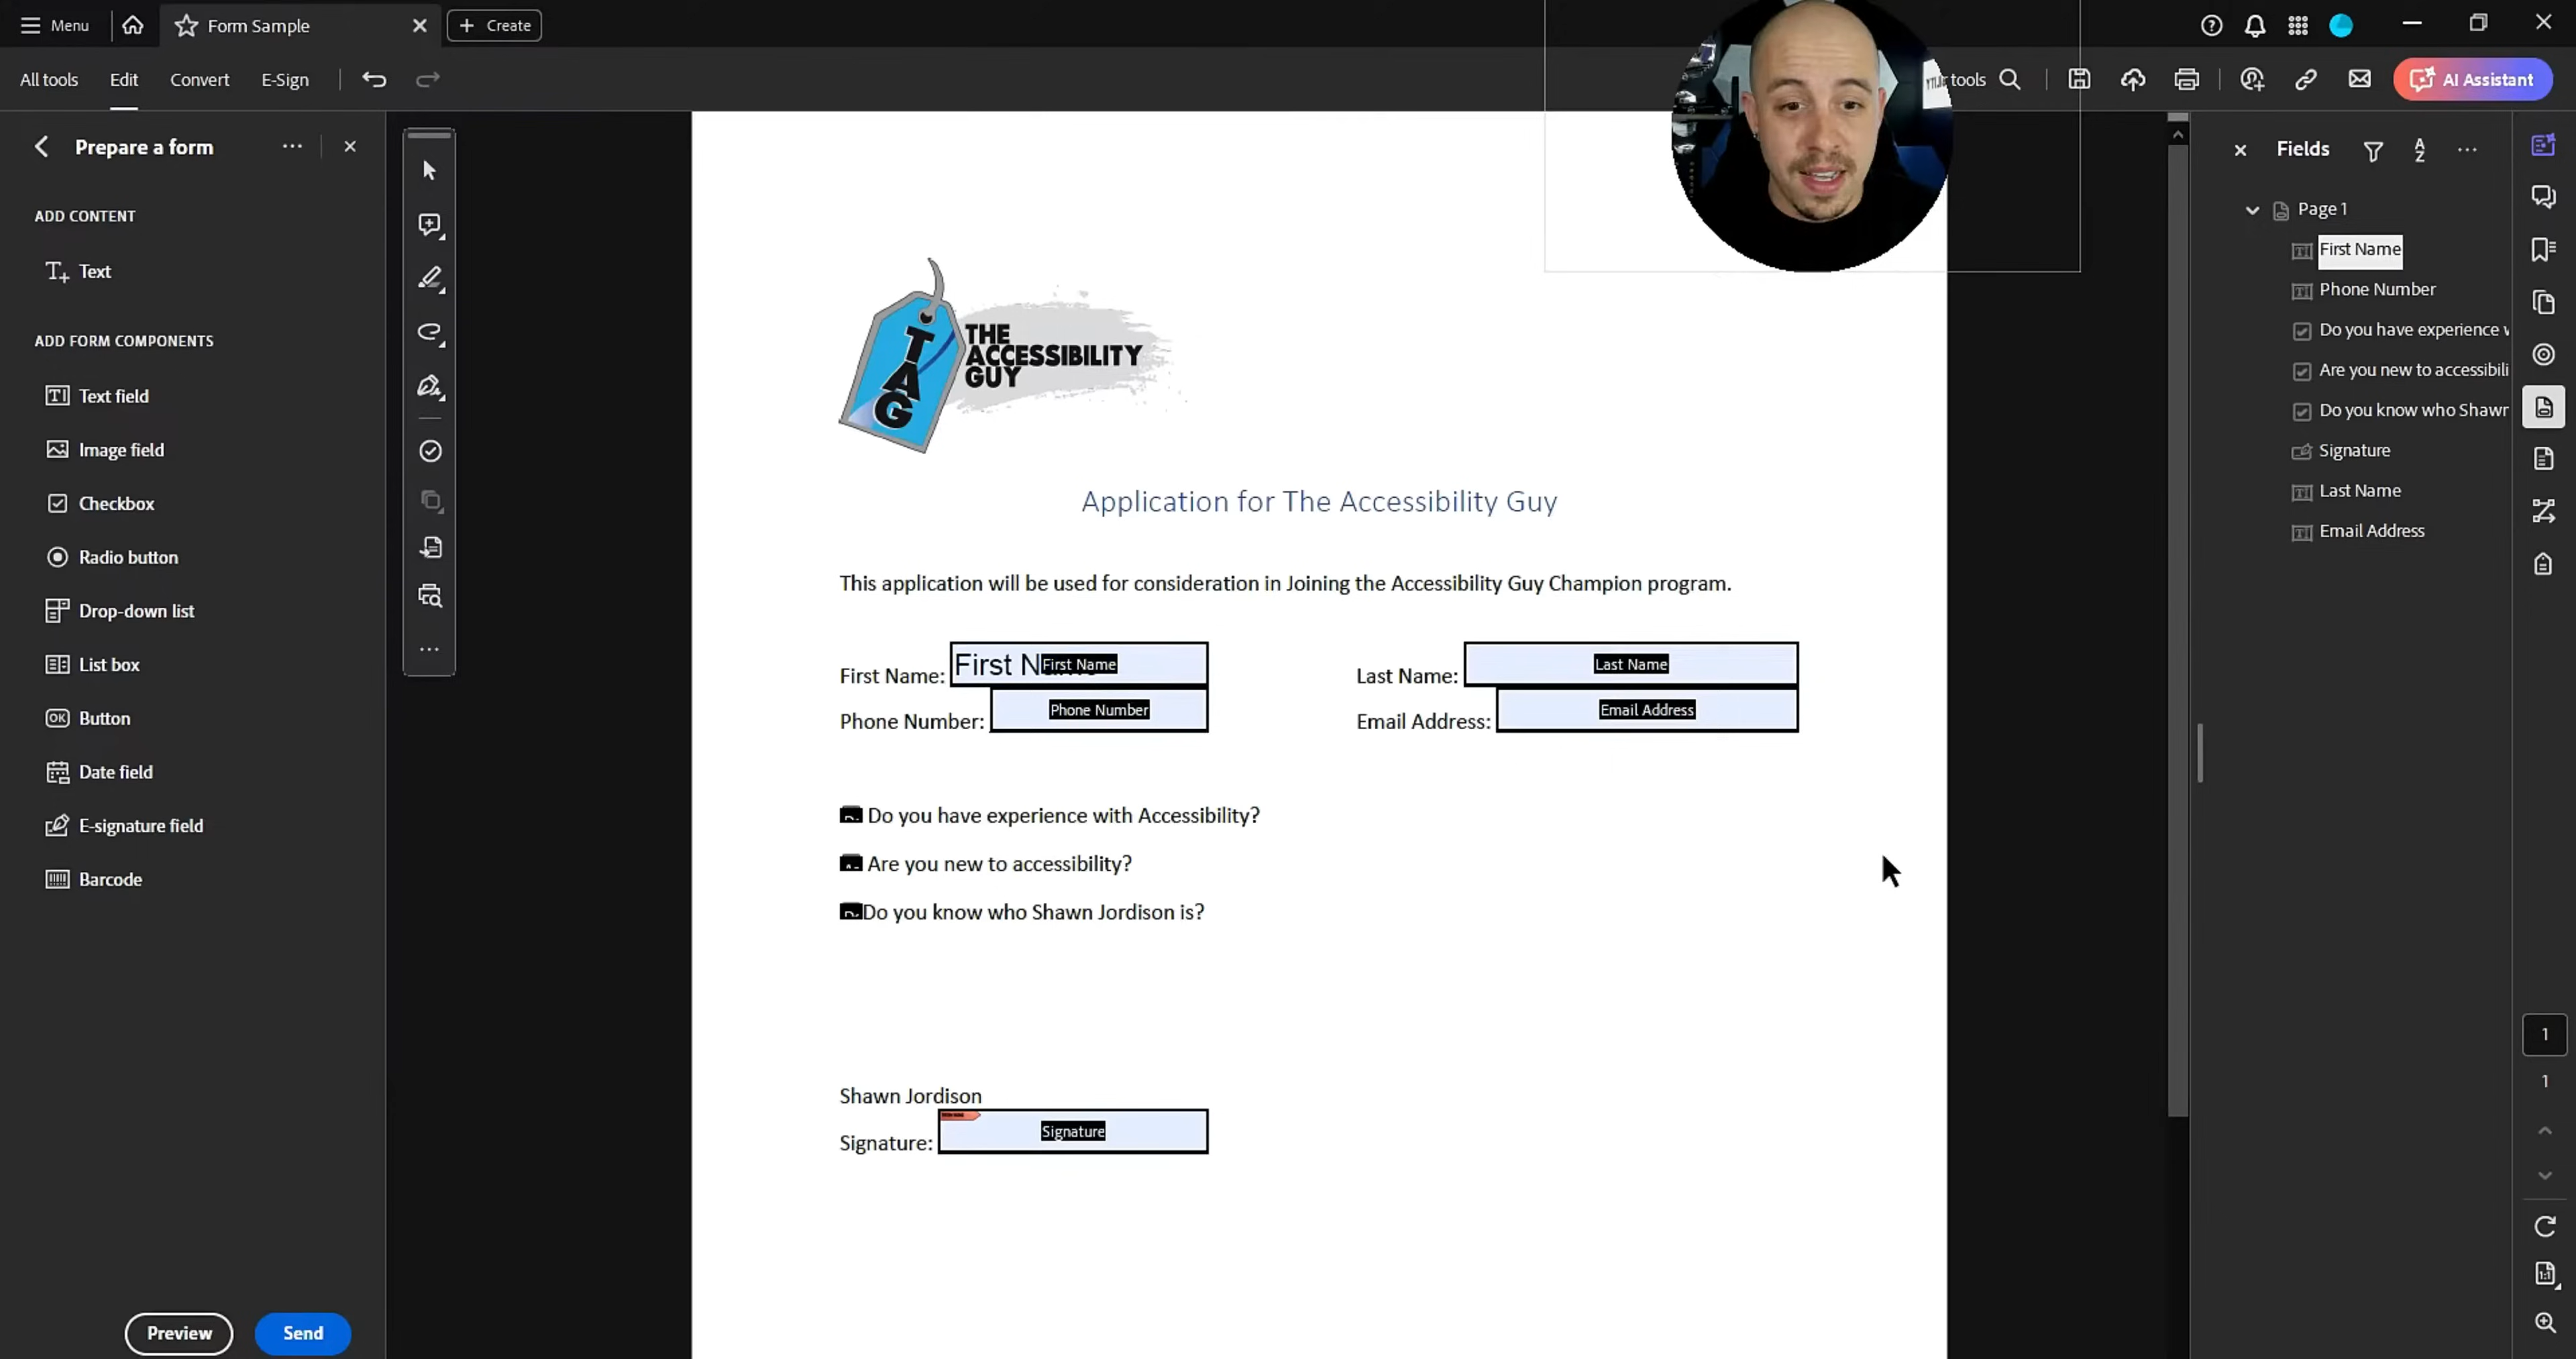 Menu
Form Sample
Create
All tools
Edit
Convert
E-Sign
tools
AI Assistant
Prepare a form
ADD CONTENT
Text
ADD FORM COMPONENTS
Text field
Image field
Checkbox
Radio button
Drop-down list
List box
Button
Date field
E-signature field
Barcode
Preview
Send
TAG
THE
ACCESSIBILITY
GUY
Application for The Accessibility Guy
This application will be used for consideration in Joining the Accessibility Guy Champion program.
First Name: First Name
Last Name: Last Name
Phone Number: Phone Number
Email Address: Email Address
Do you have experience with Accessibility?
Are you new to accessibility?
Do you know who Shawn Jordison is?
Shawn Jordison
Signature: Signature
Fields
Page 1
First Name
Phone Number
Do you have experience
Are you new to accessibili
Do you know who Shawn
Signature
Last Name
Email Address
1
1